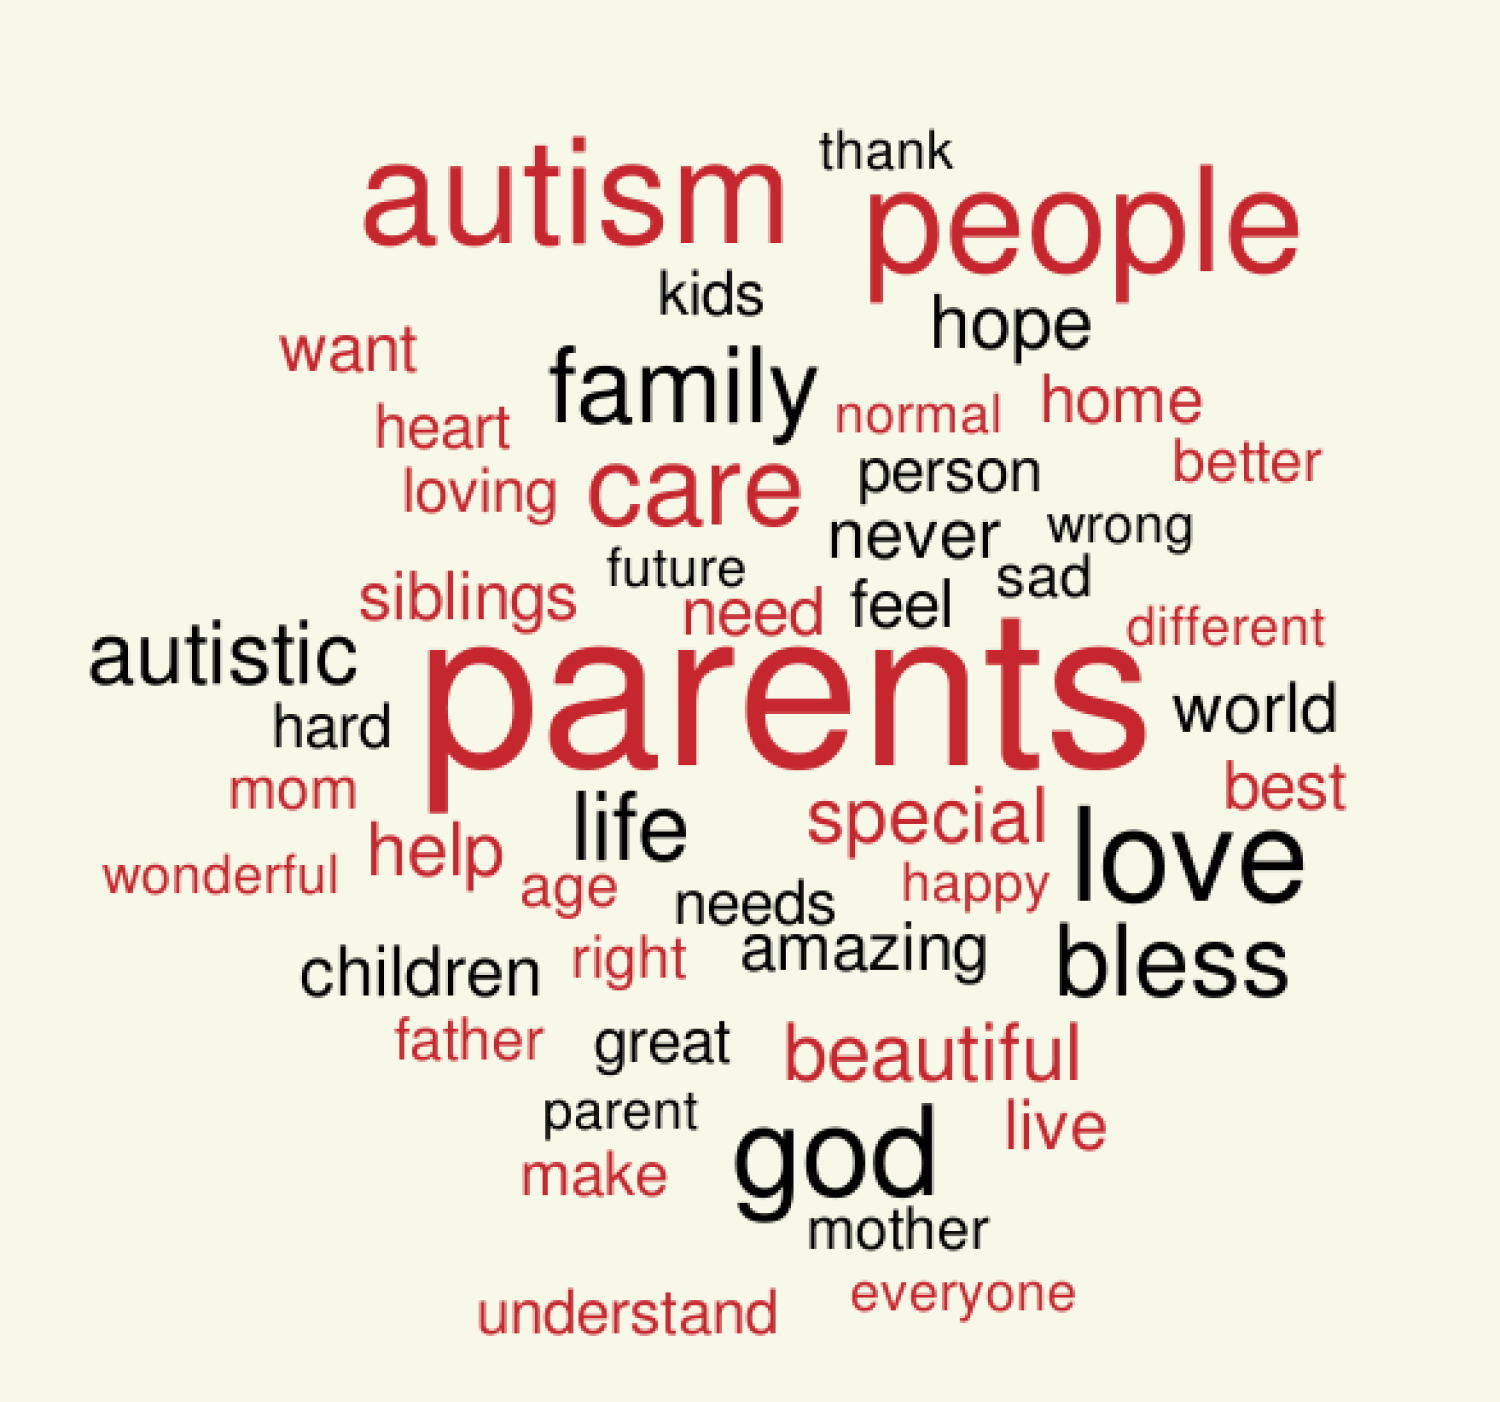 thank
autism
people
kids
hope
want
family
home
heart
normal
better
person
loving
care
wrong
never
future
sad
siblings
need
feel
different
autistic
parents
world
hard
mom
best
life
special
love
help
wonderful
age
happy
needs
amazing
bless
children
right
father
great
beautiful
parent
live
god
make
mother
everyone
understand